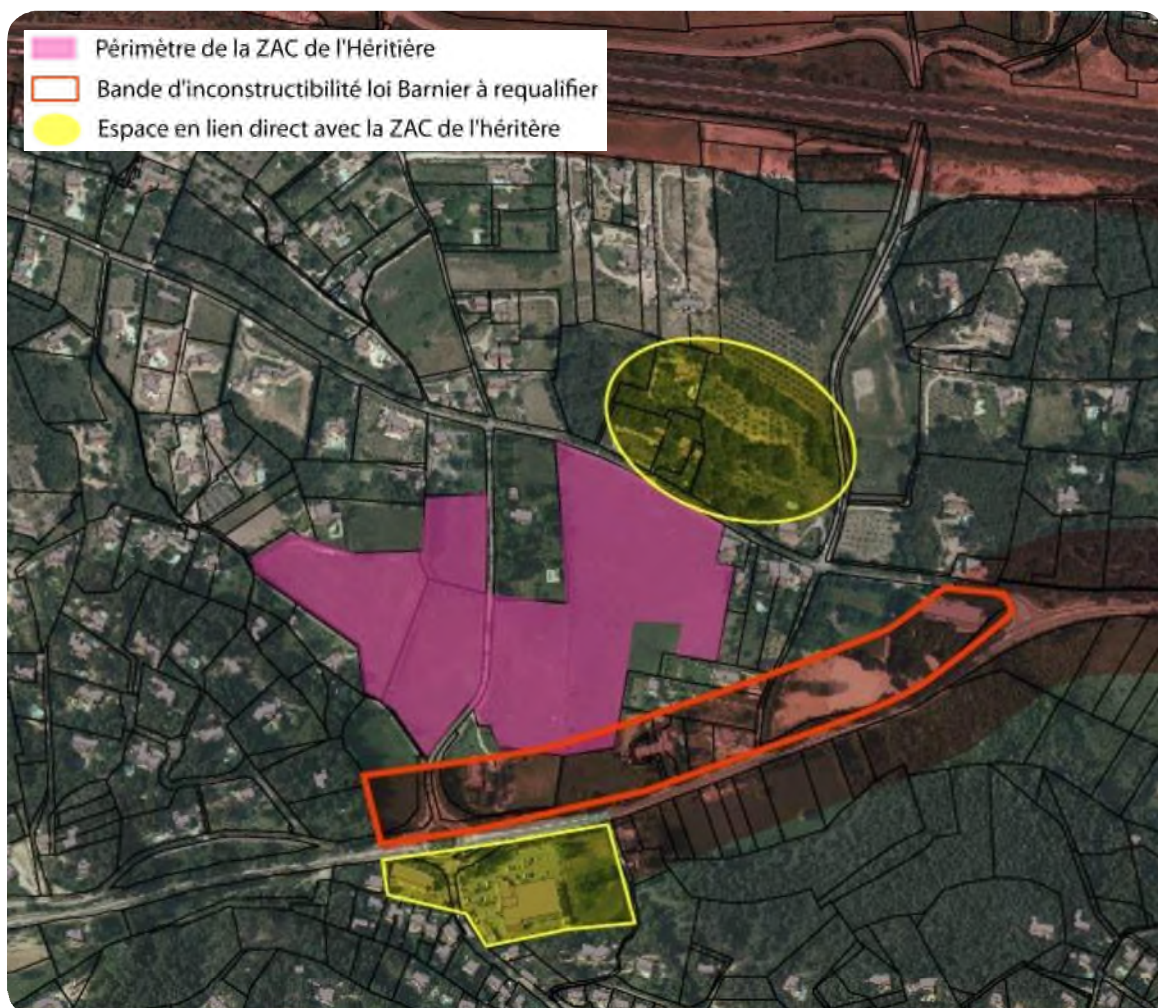 Périmètre de la ZAC de l'Héritière
Bande d'inconstructibilité loi Barnier à requalifier
Espace en lien direct avec la ZAC de l'héritère